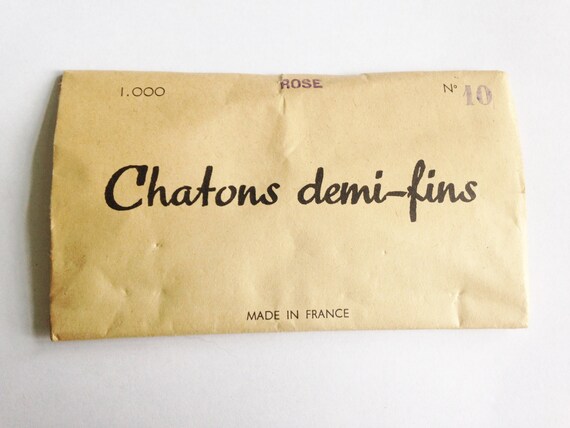 ROSE
1.000 N° 10
Chatons demi-fins
MADE IN FRANCE